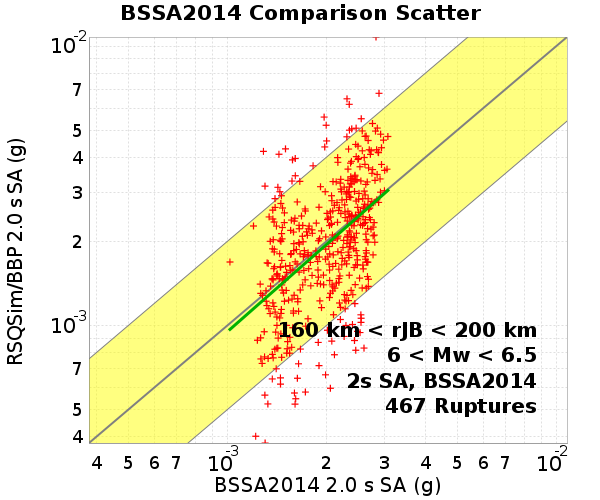 BSSA2014 Comparison Scatter
RSQSim/BBP 2.0 s SA (g)
10-2
7
5
4
3
2
10-3
7
5
4
160 km < rJB < 200 km
6 < Mw < 6.5
2s SA, BSSA2014
467 Ruptures
4 5 6 7 10-3 2 3 4 5 6 7 10-2
BSSA2014 2.0 s SA (g)